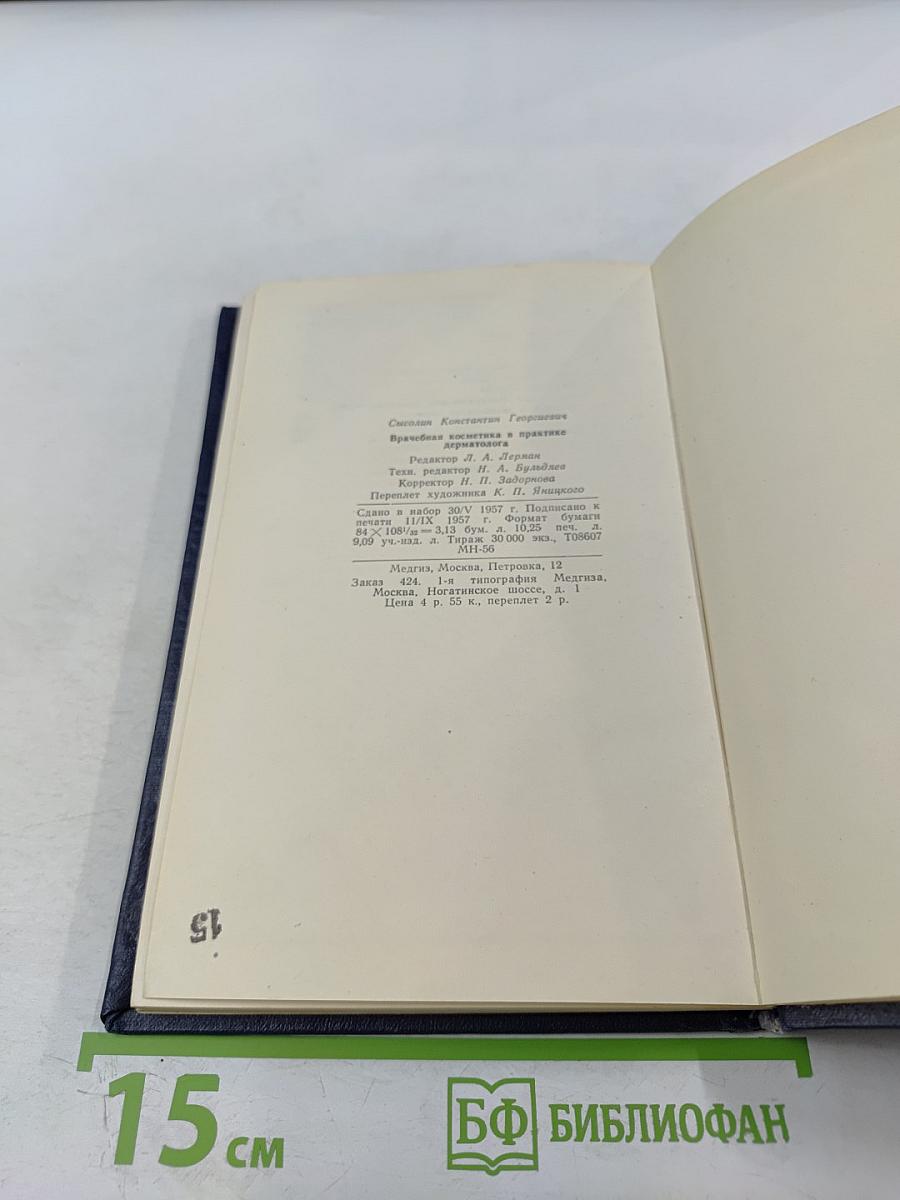 Сысолин Константин Георгиевич
Врачебная косметика в практике
дерматолога
Редактор Л. А. Лерман
Техн. редактор Н. А. Бульдяев
Корректор Н. П. Задорнова
Переплет художника К. П. Яницкого
Сдано в набор 30/V 1957 г. Подписано к
печати 11/IX 1957 г. Формат бумаги
84×108¹/₃₂=3,13 бум. л. 10,25 печ. л.
9,09 уч.-изд. л. Тираж 30 000 экз., Т08607
МН-56
Медгиз, Москва, Петровка, 12
Заказ 424. 1-я типография Медгиза,
Москва, Ногатинское шоссе, д. 1
Цена 4 р. 55 к., переплет 2 р.
15
15 см
БФ БИБЛИОФАН